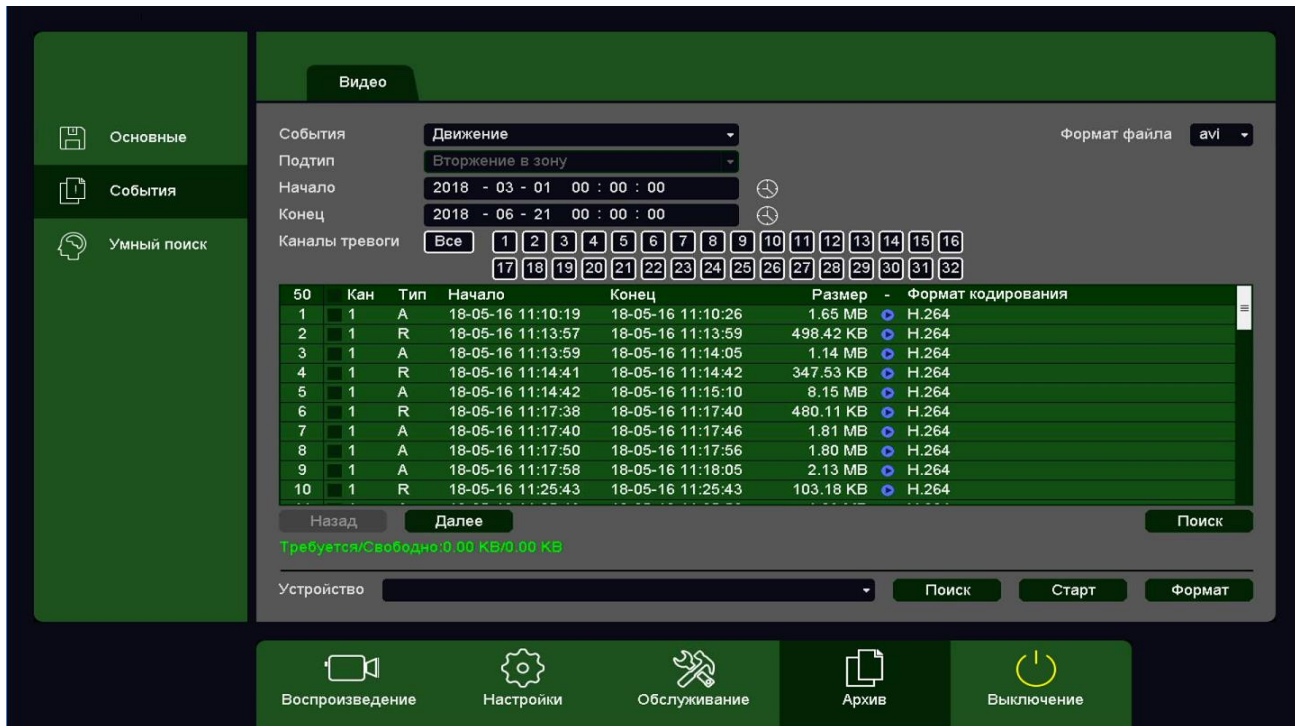 Видео
Основные
События
Умный поиск
События Движение Формат файла avi
Подтип Вторжение в зону
Начало 2018 - 03 - 01 00 : 00 : 00
Конец 2018 - 06 - 21 00 : 00 : 00
Каналы тревоги Все 1 2 3 4 5 6 7 8 9 10 11 12 13 14 15 16
17 18 19 20 21 22 23 24 25 26 27 28 29 30 31 32
50 Кан Тип Начало Конец Размер - Формат кодирования
1 1 A 18-05-16 11:10:19 18-05-16 11:10:26 1.65 MB H.264
2 1 R 18-05-16 11:13:57 18-05-16 11:13:59 498.42 KB H.264
3 1 A 18-05-16 11:13:59 18-05-16 11:14:05 1.14 MB H.264
4 1 R 18-05-16 11:14:41 18-05-16 11:14:42 347.53 KB H.264
5 1 A 18-05-16 11:14:42 18-05-16 11:15:10 8.15 MB H.264
6 1 R 18-05-16 11:17:38 18-05-16 11:17:40 480.11 KB H.264
7 1 A 18-05-16 11:17:40 18-05-16 11:17:46 1.81 MB H.264
8 1 A 18-05-16 11:17:50 18-05-16 11:17:56 1.80 MB H.264
9 1 A 18-05-16 11:17:58 18-05-16 11:18:05 2.13 MB H.264
10 1 R 18-05-16 11:25:43 18-05-16 11:25:43 103.18 KB H.264
Назад Далее Поиск
Требуется/Свободно:0.00 KB/0.00 KB
Устройство Поиск Старт Формат
Воспроизведение Настройки Обслуживание Архив Выключение